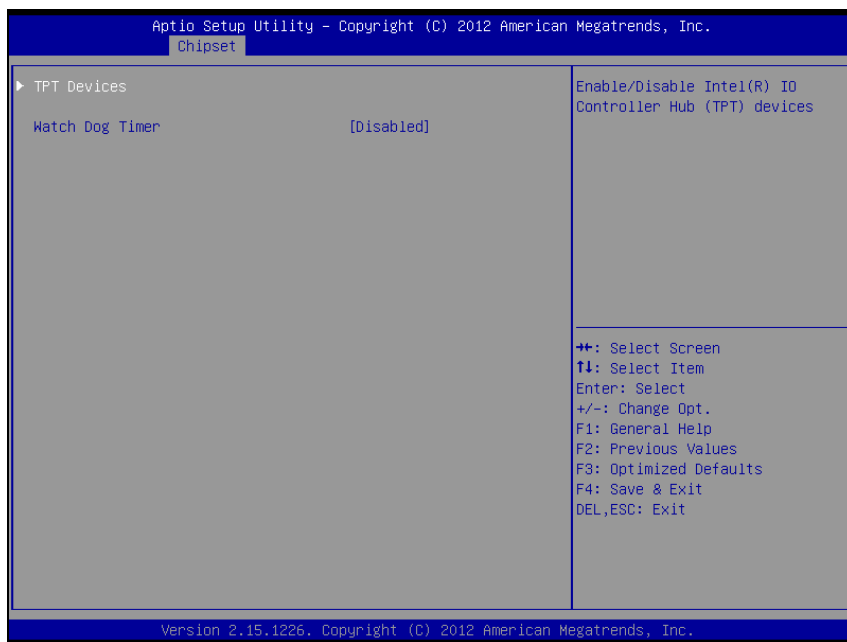 Aptio Setup Utility – Copyright (C) 2012 American Megatrends, Inc.
Chipset
► TPT Devices
Watch Dog Timer [Disabled]
Enable/Disable Intel(R) IO
Controller Hub (TPT) devices
→←: Select Screen
↑↓: Select Item
Enter: Select
+/-: Change Opt.
F1: General Help
F2: Previous Values
F3: Optimized Defaults
F4: Save & Exit
DEL,ESC: Exit
Version 2.15.1226. Copyright (C) 2012 American Megatrends, Inc.